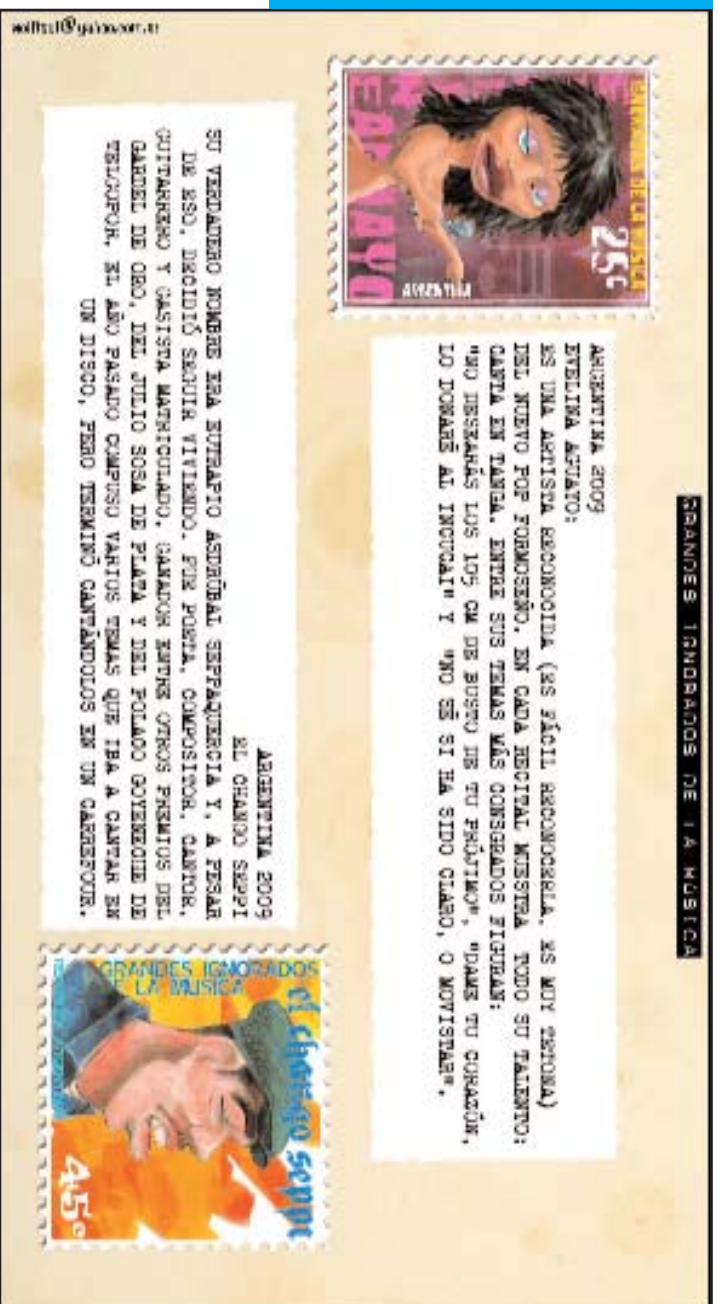 GRANDES IGNORADOS DE LA MÚSICA
25c
ARGENTINA
ARGENTINA 2009
EVELINA AGUAYO:
ES UNA ARTISTA RECONOCIDA (ES FÁCIL RECONOCERLA. ES MUY TETONA)
DEL NUEVO POP FORMOSEÑO. EN CADA RECITAL MUESTRA TODO SU TALENTO:
CANTA EN TANGA. ENTRE SUS TEMAS MÁS CONSGRADOS FIGURAN:
"NO DESEARÁS LOS 105 CM DE BUSTO DE TU PRÓJIMO", "DAME TU CORAZÓN,
LO DONARÉ AL INCUCAI" Y "NO SÉ SI HA SIDO CLARO, O MOVISTAR".
ARGENTINA 2009
EL CHANGO SEPPI
SU VERDADERO NOMBRE ERA EUTRAPIO ASDRÚBAL SEPPAQUERCIA Y, A PESAR
DE ESO, DECIDIÓ SEGUIR VIVIENDO. FUE POETA, COMPOSITOR, CANTOR,
GUITARRERO Y GASISTA MATRICULADO. GANADOR ENTRE OTROS PREMIOS DEL
GARDEL DE ORO, DEL JULIO SOSA DE PLATA Y DEL POLACO GOYENECHE DE
TELGOPOR. EL AÑO PASADO COMPUSO VARIOS TEMAS QUE IBA A CANTAR EN
UN DISCO, PERO TERMINÓ CANTÁNDOLOS EN UN CARREFOUR.
GRANDES IGNORADOS
DE LA MUSICA
el chango seppi
45c